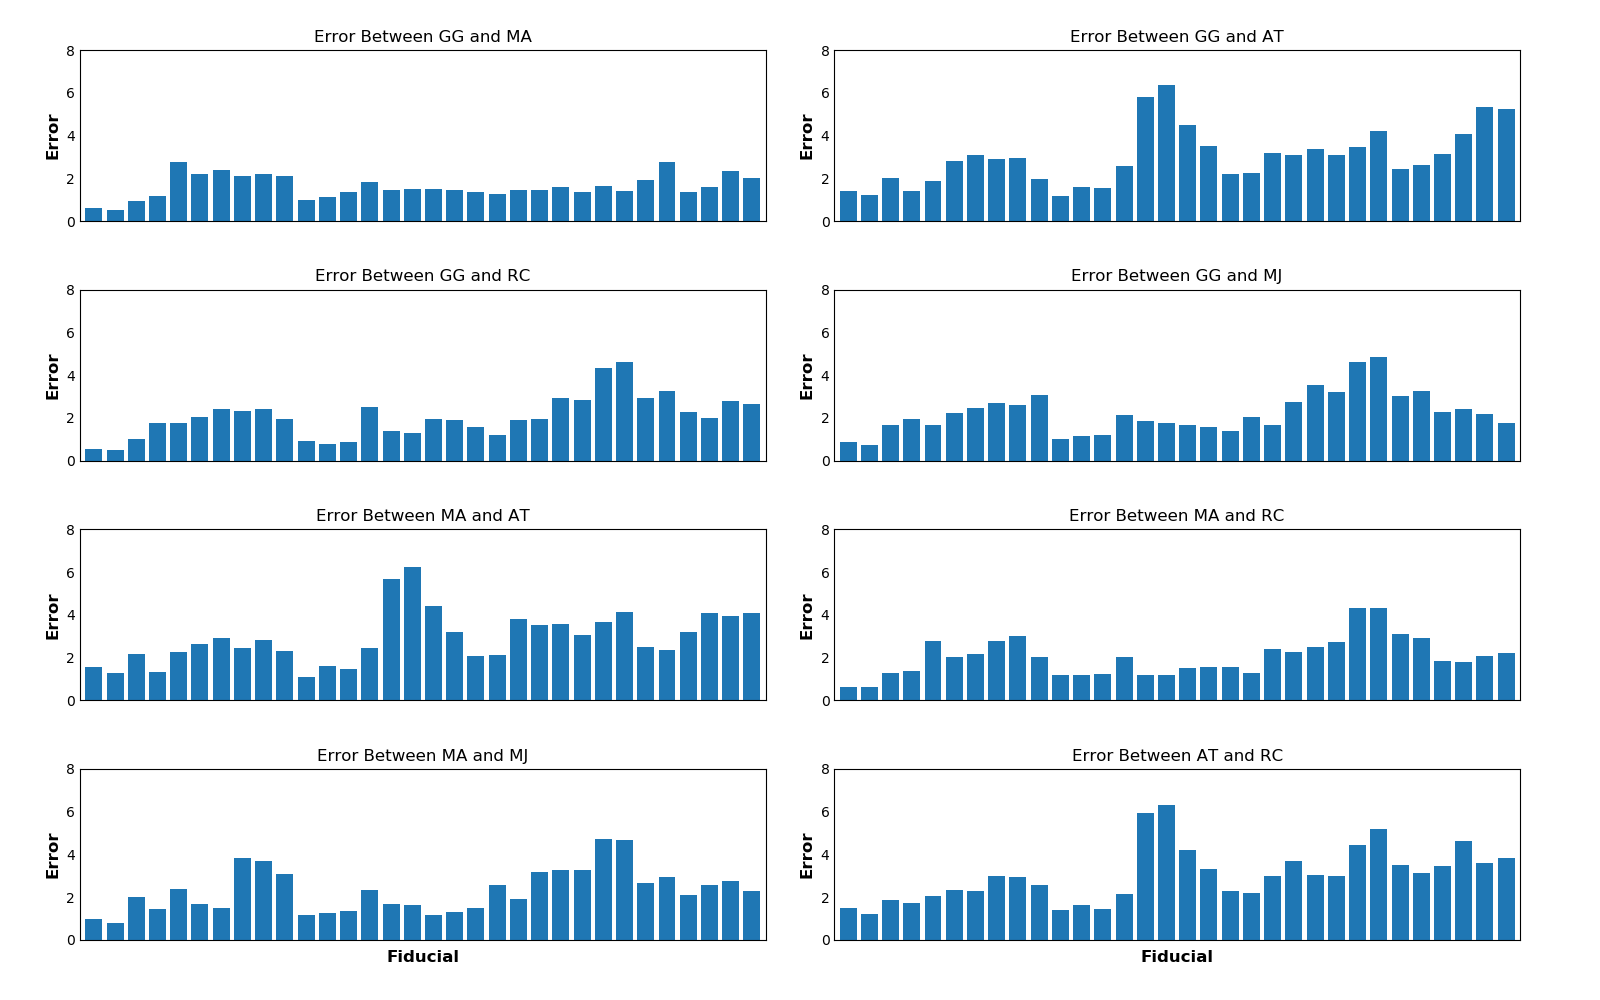 Error Between GG and MA
Error
8
6
4
2
0
Error Between GG and AT
Error
8
6
4
2
0
Error Between GG and RC
Error
8
6
4
2
0
Error Between GG and MJ
Error
8
6
4
2
0
Error Between MA and AT
Error
8
6
4
2
0
Error Between MA and RC
Error
8
6
4
2
0
Error Between MA and MJ
Error
8
6
4
2
0
Fiducial
Error Between AT and RC
Error
8
6
4
2
0
Fiducial